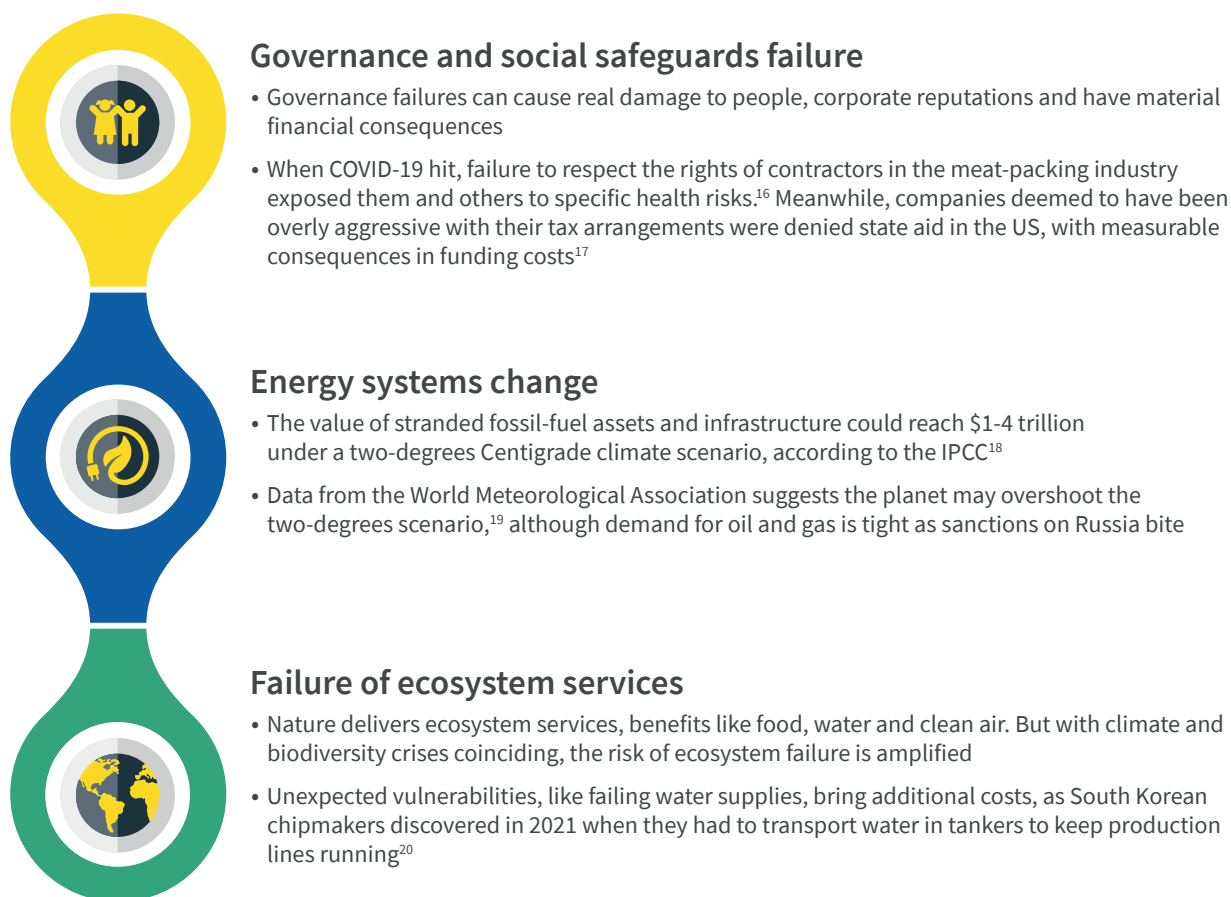 Governance and social safeguards failure
• Governance failures can cause real damage to people, corporate reputations and have material
financial consequences
• When COVID-19 hit, failure to respect the rights of contractors in the meat-packing industry
exposed them and others to specific health risks.16 Meanwhile, companies deemed to have been
overly aggressive with their tax arrangements were denied state aid in the US, with measurable
consequences in funding costs17
Energy systems change
• The value of stranded fossil-fuel assets and infrastructure could reach $1-4 trillion
under a two-degrees Centigrade climate scenario, according to the IPCC18
• Data from the World Meteorological Association suggests the planet may overshoot the
two-degrees scenario,19 although demand for oil and gas is tight as sanctions on Russia bite
Failure of ecosystem services
• Nature delivers ecosystem services, benefits like food, water and clean air. But with climate and
biodiversity crises coinciding, the risk of ecosystem failure is amplified
• Unexpected vulnerabilities, like failing water supplies, bring additional costs, as South Korean
chipmakers discovered in 2021 when they had to transport water in tankers to keep production
lines running20